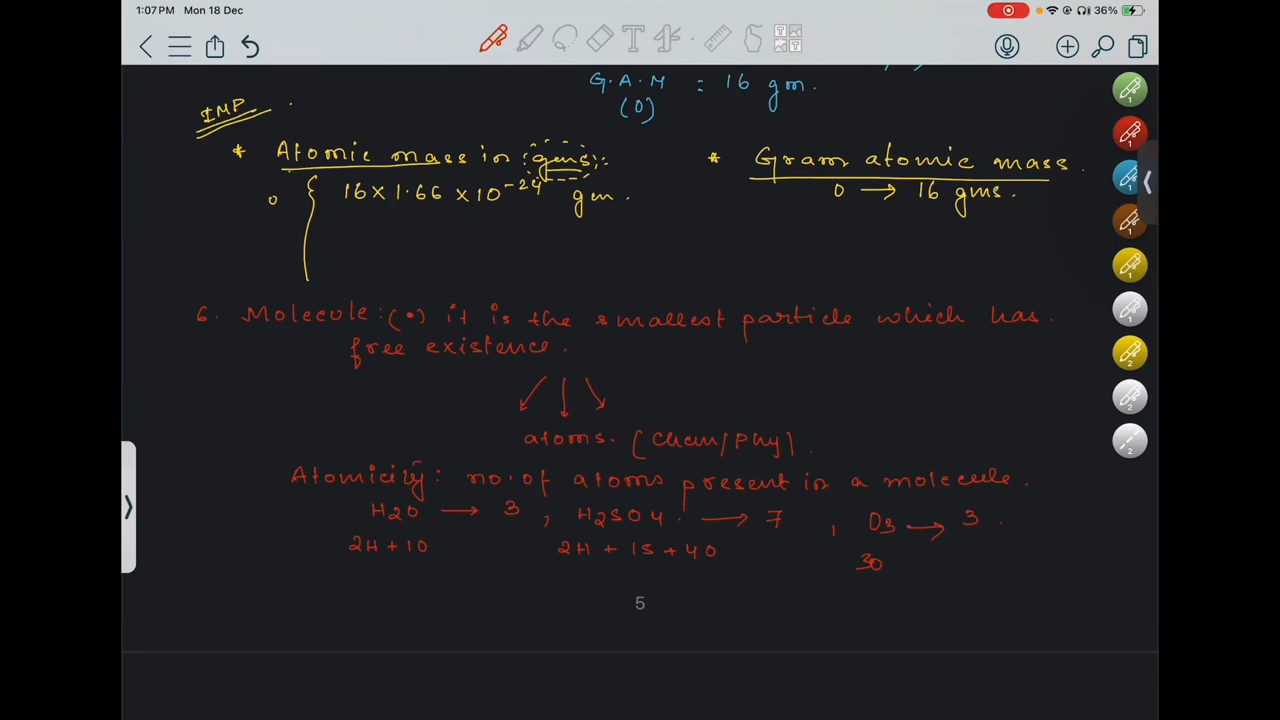 1:07 PM Mon 18 Dec
36%
G.A.M = 16 gm.
(O)
IMP
* Atomic mass in gms.
O { 16 × 1.66 × 10⁻²⁴ gm.
* Gram atomic mass
O → 16 gms.
6. Molecule: (•) it is the smallest particle which has
free existence.
atoms. (Chem/Phy)
Atomicity: no. of atoms present in a molecule.
H2O → 3 , H2SO4. → 7 , O3 → 3 .
2H + 1O 2H + 1S + 4O 3O
5